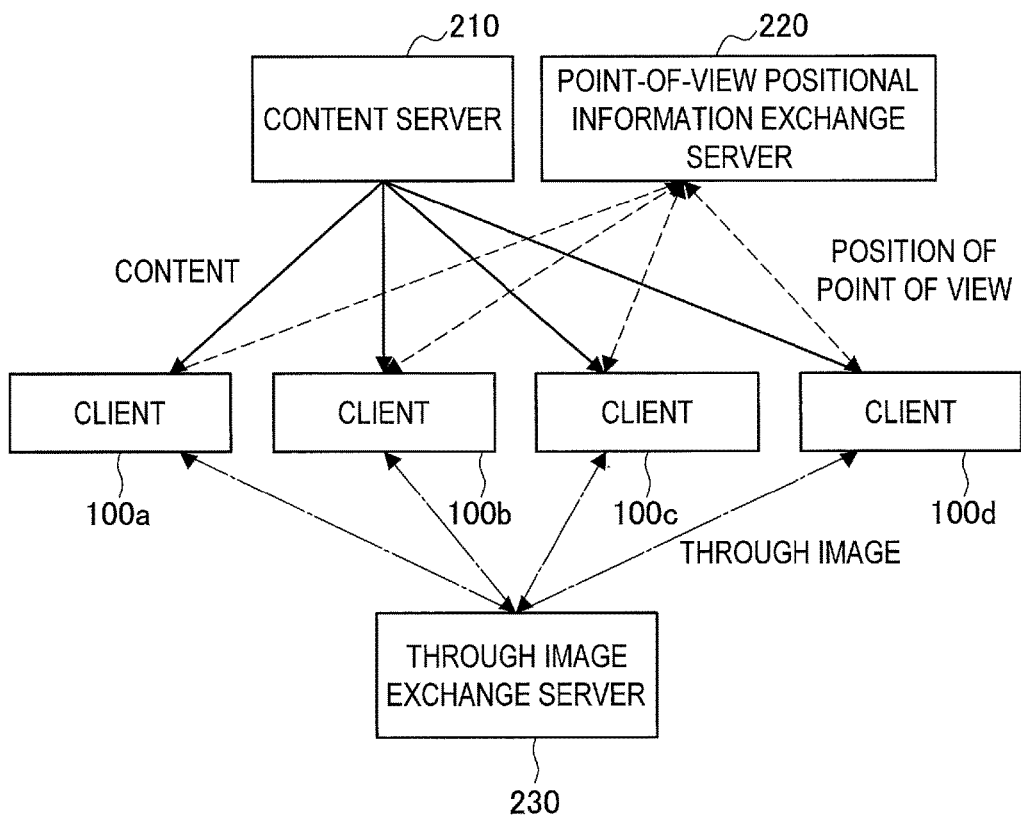 210
220
CONTENT SERVER
POINT-OF-VIEW POSITIONAL
INFORMATION EXCHANGE
SERVER
CONTENT
POSITION OF
POINT OF VIEW
CLIENT
CLIENT
CLIENT
CLIENT
100a
100b
100c
100d
THROUGH IMAGE
THROUGH IMAGE
EXCHANGE SERVER
230